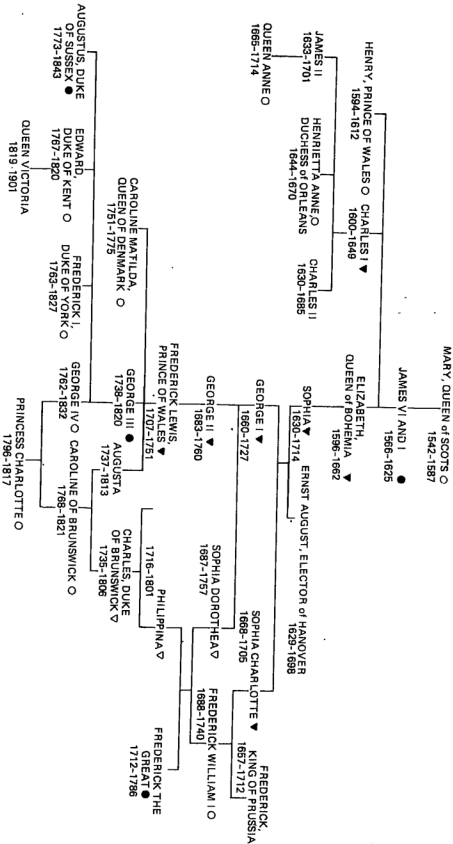 MARY, QUEEN of SCOTS ○
1542-1587
JAMES VI AND I ●
1566-1625
HENRY, PRINCE OF WALES ○
1594-1612
CHARLES I ▼
1600-1649
ELIZABETH,
QUEEN of BOHEMIA ▼
1596-1662
JAMES II
1633-1701
HENRIETTA ANNE, ○
DUCHESS of ORLEANS
1644-1670
CHARLES II
1630-1685
SOPHIA ▼
1630-1714
ERNST AUGUST, ELECTOR of HANOVER
1629-1698
QUEEN ANNE ○
1665-1714
GEORGE I ▼
1660-1727
SOPHIA CHARLOTTE ▼
1668-1705
FREDERICK,
KING OF PRUSSIA
1657-1712
GEORGE II ▼
1683-1760
SOPHIA DOROTHEA ▽
1687-1757
FREDERICK WILLIAM I ○
1688-1740
FREDERICK LEWIS,
PRINCE OF WALES ▼
1707-1751
PHILIPPINA ▽
1716-1801
FREDERICK THE
GREAT ●
1712-1786
CAROLINE MATILDA,
QUEEN OF DENMARK ○
1751-1775
GEORGE III ●
1738-1820
AUGUSTA
1737-1813
CHARLES, DUKE
OF BRUNSWICK ▽
1735-1806
AUGUSTUS, DUKE
OF SUSSEX ●
1773-1843
EDWARD,
DUKE OF KENT ○
1767-1820
FREDERICK I,
DUKE OF YORK ○
1763-1827
GEORGE IV ○
1762-1832
CAROLINE OF BRUNSWICK ○
1768-1821
QUEEN VICTORIA
1819-1901
PRINCESS CHARLOTTE ○
1796-1817